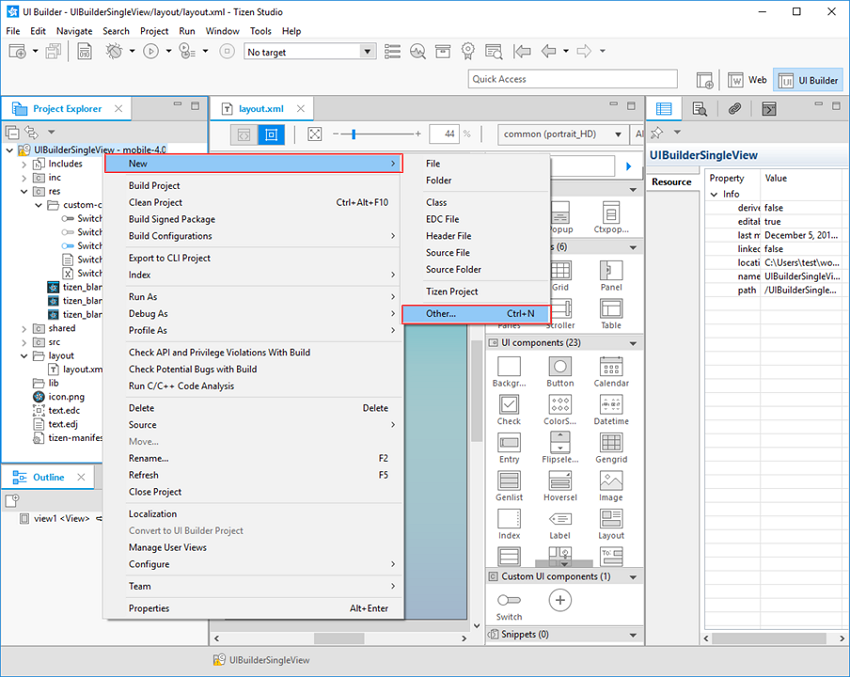 UI Builder - UIBuilderSingleView/layout/layout.xml - Tizen Studio
File Edit Navigate Search Project Run Window Tools Help
No target
Quick Access
Web
UI Builder
Project Explorer
UIBuilderSingleView - mobile-4.0
Includes
inc
res
custom-c
Switch
Switch
Switch
Switch
Switch
tizen_blan
tizen_blan
tizen_blan
shared
src
layout
layout.xm
lib
icon.png
text.edc
text.edj
tizen-manifes
Outline
view1 <View>
New
Build Project
Clean Project Ctrl+Alt+F10
Build Signed Package
Build Configurations
Export to CLI Project
Index
Run As
Debug As
Profile As
Check API and Privilege Violations With Build
Check Potential Bugs with Build
Run C/C++ Code Analysis
Delete Delete
Source
Move...
Rename... F2
Refresh F5
Close Project
Localization
Convert to UI Builder Project
Manage User Views
Configure
Team
Properties Alt+Enter
File
Folder
Class
EDC File
Header File
Source File
Source Folder
Tizen Project
Other... Ctrl+N
layout.xml
44 %
common (portrait_HD)
Al
opup Ctxpop...
s (6)
Grid Panel
Panes Scroller Table
UI components (23)
Backgr... Button Calendar
Check ColorS... Datetime
Entry Flipsele... Gengrid
Genlist Hoversel Image
Index Label Layout
Custom UI components (1)
Switch
Snippets (0)
UIBuilderSingleView
Resource
Property Value
Info
derive false
editab true
last m December 5, 201...
linked false
locati C:\Users\test\wo...
name UIBuilderSingleVi...
path /UIBuilderSingle...
UIBuilderSingleView